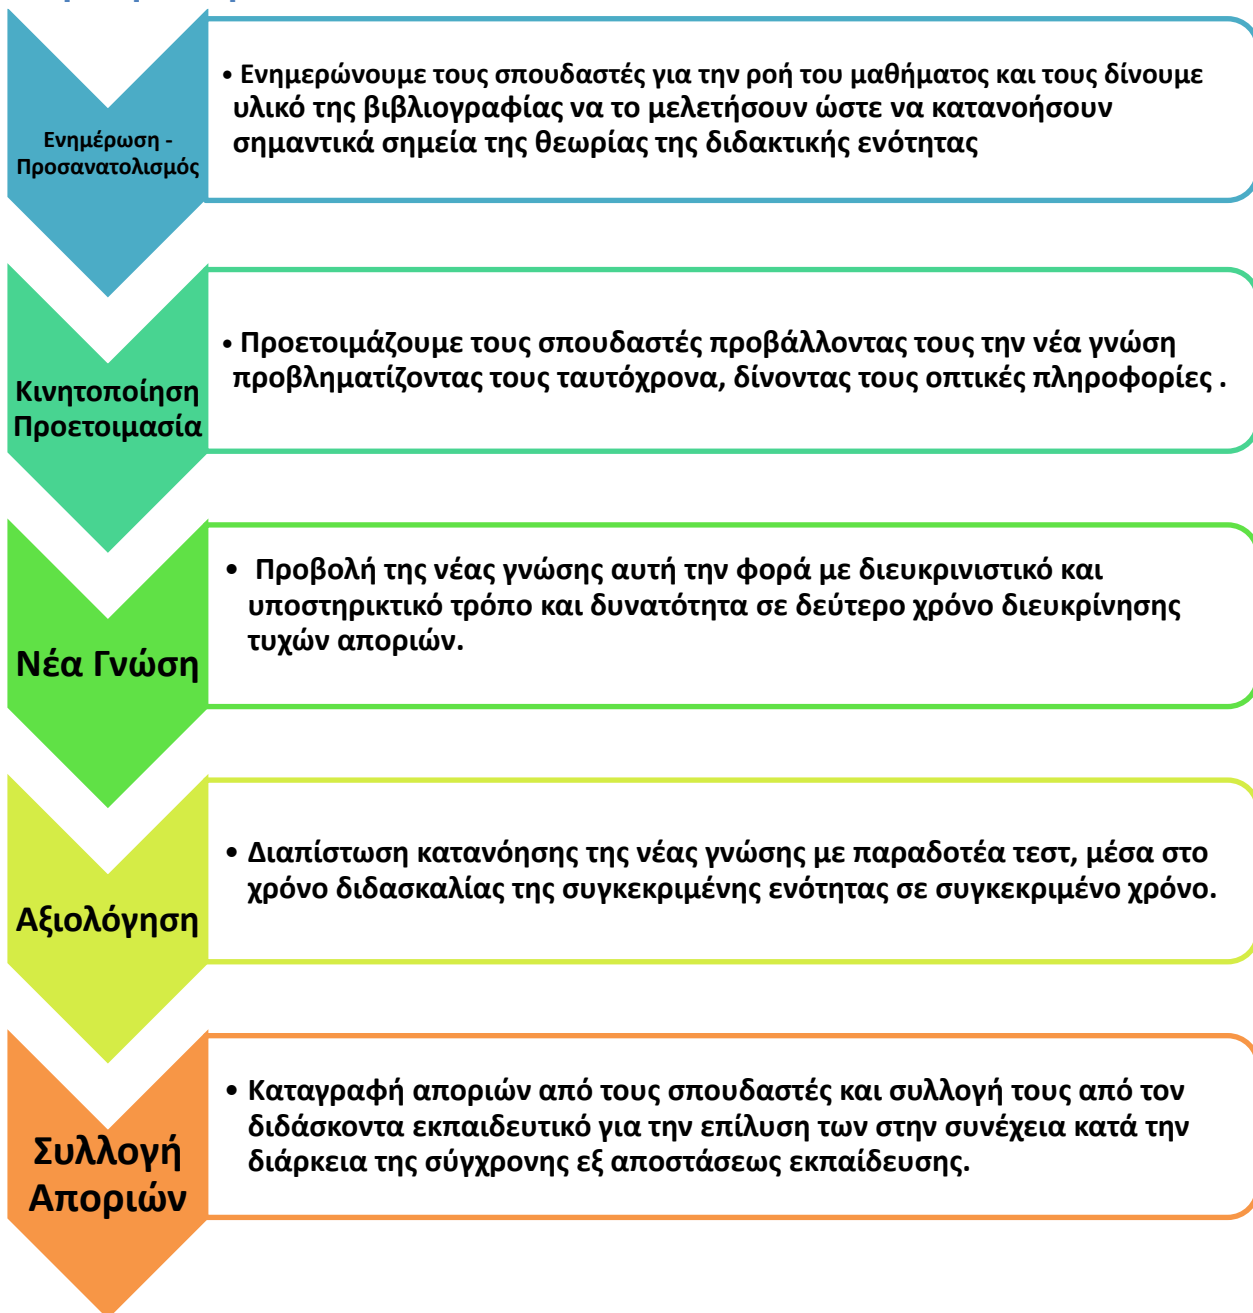 Ενημέρωση -
Προσανατολισμός
• Ενημερώνουμε τους σπουδαστές για την ροή του μαθήματος και τους δίνουμε
υλικό της βιβλιογραφίας να το μελετήσουν ώστε να κατανοήσουν
σημαντικά σημεία της θεωρίας της διδακτικής ενότητας
Κινητοποίηση
Προετοιμασία
• Προετοιμάζουμε τους σπουδαστές προβάλλοντας τους την νέα γνώση
προβληματίζοντας τους ταυτόχρονα, δίνοντας τους οπτικές πληροφορίες .
Νέα Γνώση
• Προβολή της νέας γνώσης αυτή την φορά με διευκρινιστικό και
υποστηρικτικό τρόπο και δυνατότητα σε δεύτερο χρόνο διευκρίνησης
τυχών αποριών.
Αξιολόγηση
• Διαπίστωση κατανόησης της νέας γνώσης με παραδοτέα τεστ, μέσα στο
χρόνο διδασκαλίας της συγκεκριμένης ενότητας σε συγκεκριμένο χρόνο.
Συλλογή
Αποριών
• Καταγραφή αποριών από τους σπουδαστές και συλλογή τους από τον
διδάσκοντα εκπαιδευτικό για την επίλυση των στην συνέχεια κατά την
διάρκεια της σύγχρονης εξ αποστάσεως εκπαίδευσης.